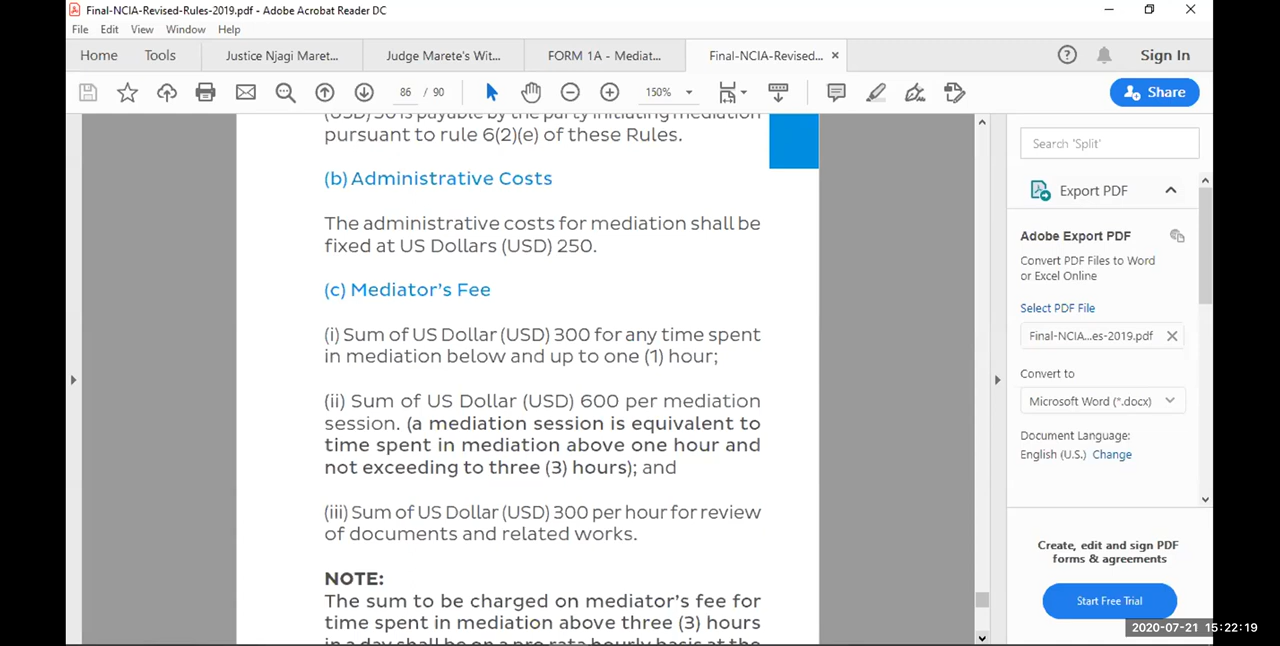 Final-NCIA-Revised-Rules-2019.pdf - Adobe Acrobat Reader DC
File Edit View Window Help
Home Tools Justice Njagi Maret... Judge Marete's Wit... FORM 1A - Mediat... Final-NCIA-Revised... Sign In
86 / 90 150% Share
(USD) 50 is payable by the party initiating mediation
pursuant to rule 6(2)(e) of these Rules.
(b) Administrative Costs
The administrative costs for mediation shall be
fixed at US Dollars (USD) 250.
(c) Mediator's Fee
(i) Sum of US Dollar (USD) 300 for any time spent
in mediation below and up to one (1) hour;
(ii) Sum of US Dollar (USD) 600 per mediation
session. (a mediation session is equivalent to
time spent in mediation above one hour and
not exceeding to three (3) hours); and
(iii) Sum of US Dollar (USD) 300 per hour for review
of documents and related works.
NOTE:
The sum to be charged on mediator's fee for
time spent in mediation above three (3) hours
in a day shall be on a pro rata hourly basis at the
Search 'Split'
Export PDF
Adobe Export PDF
Convert PDF Files to Word
or Excel Online
Select PDF File
Final-NCIA...es-2019.pdf
Convert to
Microsoft Word (*.docx)
Document Language:
English (U.S.) Change
Create, edit and sign PDF
forms & agreements
Start Free Trial
2020-07-21 15:22:19